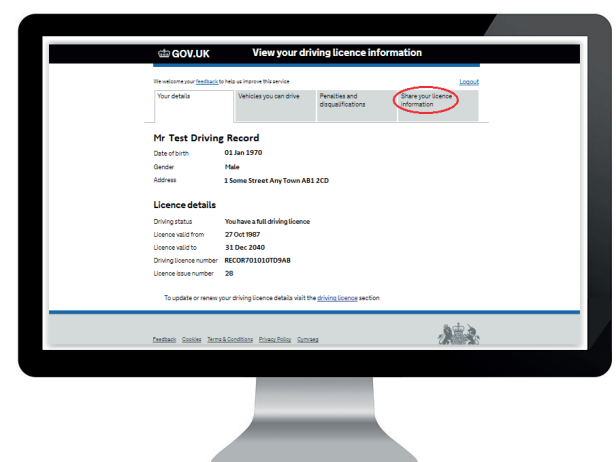 GOV.UK View your driving licence information
We welcome your feedback to help us improve this service Logout
Your details Vehicles you can drive Penalties and disqualifications Share your licence information
Mr Test Driving Record
Date of birth 01 Jan 1970
Gender Male
Address 1 Some Street Any Town AB1 2CD
Licence details
Driving status You have a full driving licence
Licence valid from 27 Oct 1987
Licence valid to 31 Dec 2040
Driving licence number RECOR701010TD9AB
Licence issue number 28
To update or renew your driving licence details visit the driving licence section
Feedback Cookies Terms & Conditions Privacy Policy Cymraeg